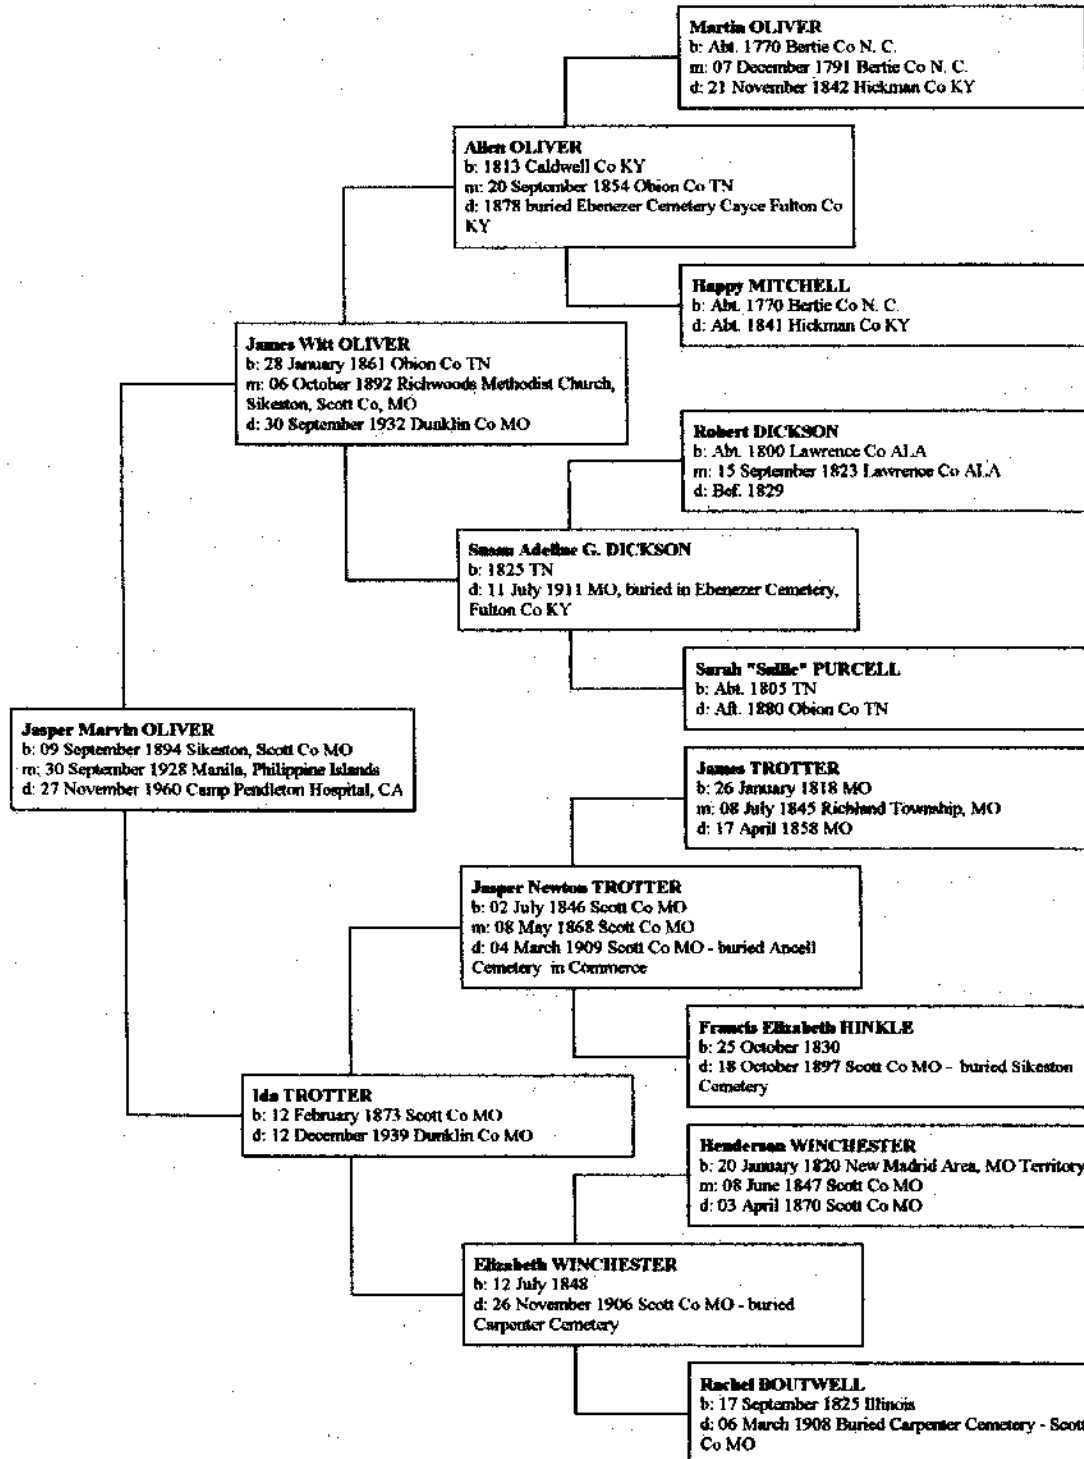 Martin OLIVER
b: Abt. 1770 Bertie Co N. C.
m: 07 December 1791 Bertie Co N. C.
d: 21 November 1842 Hickman Co KY
Allen OLIVER
b: 1813 Caldwell Co KY
m: 20 September 1854 Obion Co TN
d: 1878 buried Ebenezer Cemetery Cayce Fulton Co
KY
Happy MITCHELL
b: Abt. 1770 Bertie Co N. C.
d: Abt. 1841 Hickman Co KY
James Witt OLIVER
b: 28 January 1861 Obion Co TN
m: 06 October 1892 Richwoods Methodist Church,
Sikeston, Scott Co, MO
d: 30 September 1932 Dunklin Co MO
Robert DICKSON
b: Abt. 1800 Lawrence Co ALA
m: 15 September 1823 Lawrence Co ALA
d: Bef. 1829
Susan Adeline G. DICKSON
b: 1825 TN
d: 11 July 1911 MO, buried in Ebenezer Cemetery,
Fulton Co KY
Sarah "Sallie" PURCELL
b: Abt. 1805 TN
d: Aft. 1880 Obion Co TN
Jasper Marvin OLIVER
b: 09 September 1894 Sikeston, Scott Co MO
m: 30 September 1928 Manila, Philippine Islands
d: 27 November 1960 Camp Pendleton Hospital, CA
James TROTTER
b: 26 January 1818 MO
m: 08 July 1845 Richland Township, MO
d: 17 April 1858 MO
Jasper Newton TROTTER
b: 02 July 1846 Scott Co MO
m: 08 May 1868 Scott Co MO
d: 04 March 1909 Scott Co MO - buried Ancell
Cemetery in Commerce
Francis Elizabeth HINKLE
b: 25 October 1830
d: 18 October 1897 Scott Co MO - buried Sikeston
Cemetery
Ida TROTTER
b: 12 February 1873 Scott Co MO
d: 12 December 1939 Dunklin Co MO
Henderson WINCHESTER
b: 20 January 1820 New Madrid Area, MO Territory
m: 08 June 1847 Scott Co MO
d: 03 April 1870 Scott Co MO
Elizabeth WINCHESTER
b: 12 July 1848
d: 26 November 1906 Scott Co MO - buried
Carpenter Cemetery
Rachel BOUTWELL
b: 17 September 1825 Illinois
d: 06 March 1908 Buried Carpenter Cemetery - Scott
Co MO